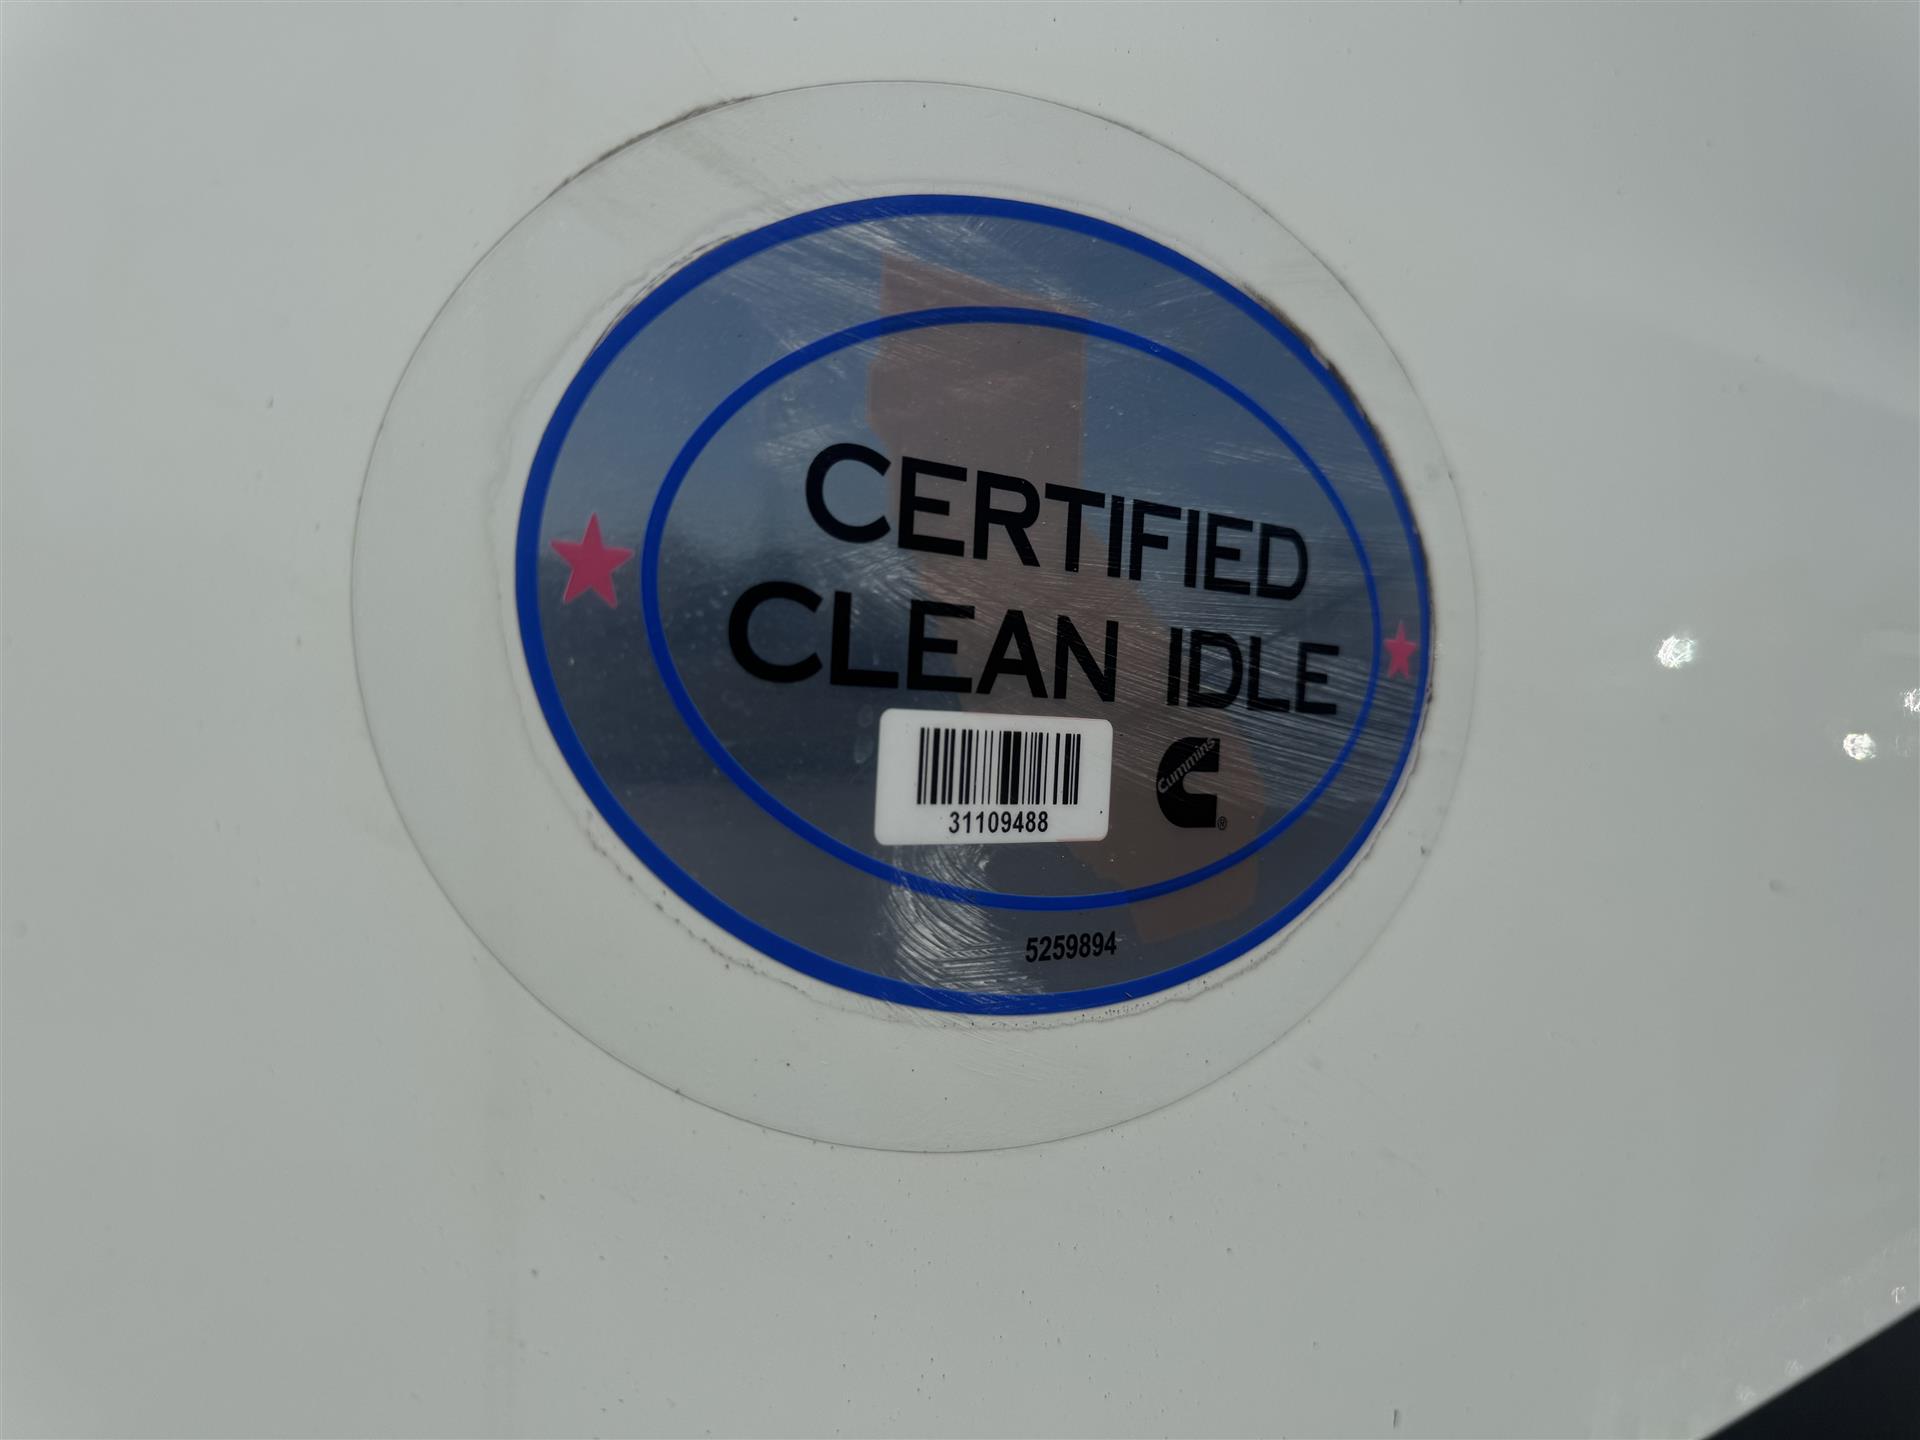 CERTIFIED
CLEAN IDLE
Cummins
®
31109488
5259894